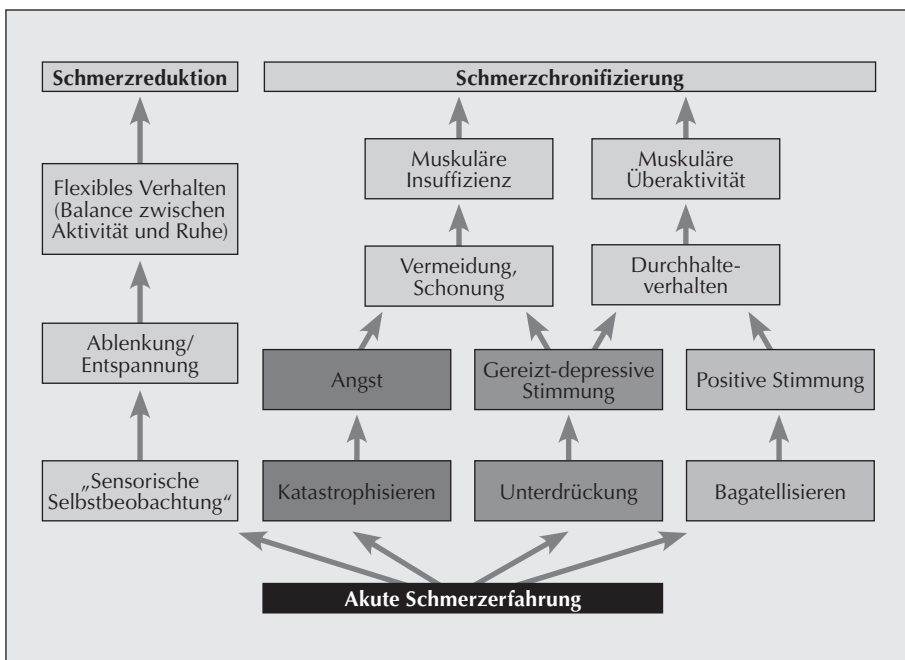 Schmerzreduktion
Schmerzchronifizierung
Muskuläre
Insuffizienz
Muskuläre
Überaktivität
Flexibles Verhalten
(Balance zwischen
Aktivität und Ruhe)
Vermeidung,
Schonung
Durchhalte-
verhalten
Ablenkung/
Entspannung
Angst
Gereizt-depressive
Stimmung
Positive Stimmung
„Sensorische
Selbstbeobachtung“
Katastrophisieren
Unterdrückung
Bagatellisieren
Akute Schmerzerfahrung